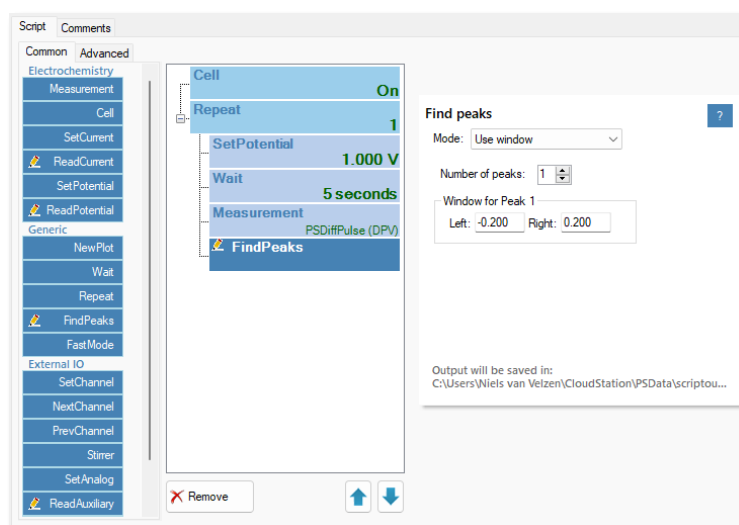 Script Comments
Common Advanced
Electrochemistry
Measurement
Cell
SetCurrent
ReadCurrent
SetPotential
ReadPotential
Generic
NewPlot
Wait
Repeat
FindPeaks
FastMode
External IO
SetChannel
NextChannel
PrevChannel
Stirrer
SetAnalog
ReadAuxiliary
Cell
On
Repeat
1
SetPotential
1.000 V
Wait
5 seconds
Measurement
PSDiffPulse (DPV)
FindPeaks
Remove
Find peaks
?
Mode: Use window
Number of peaks: 1
Window for Peak 1
Left: -0.200 Right: 0.200
Output will be saved in:
C:\Users\Niels van Velzen\CloudStation\PSData\scriptou...